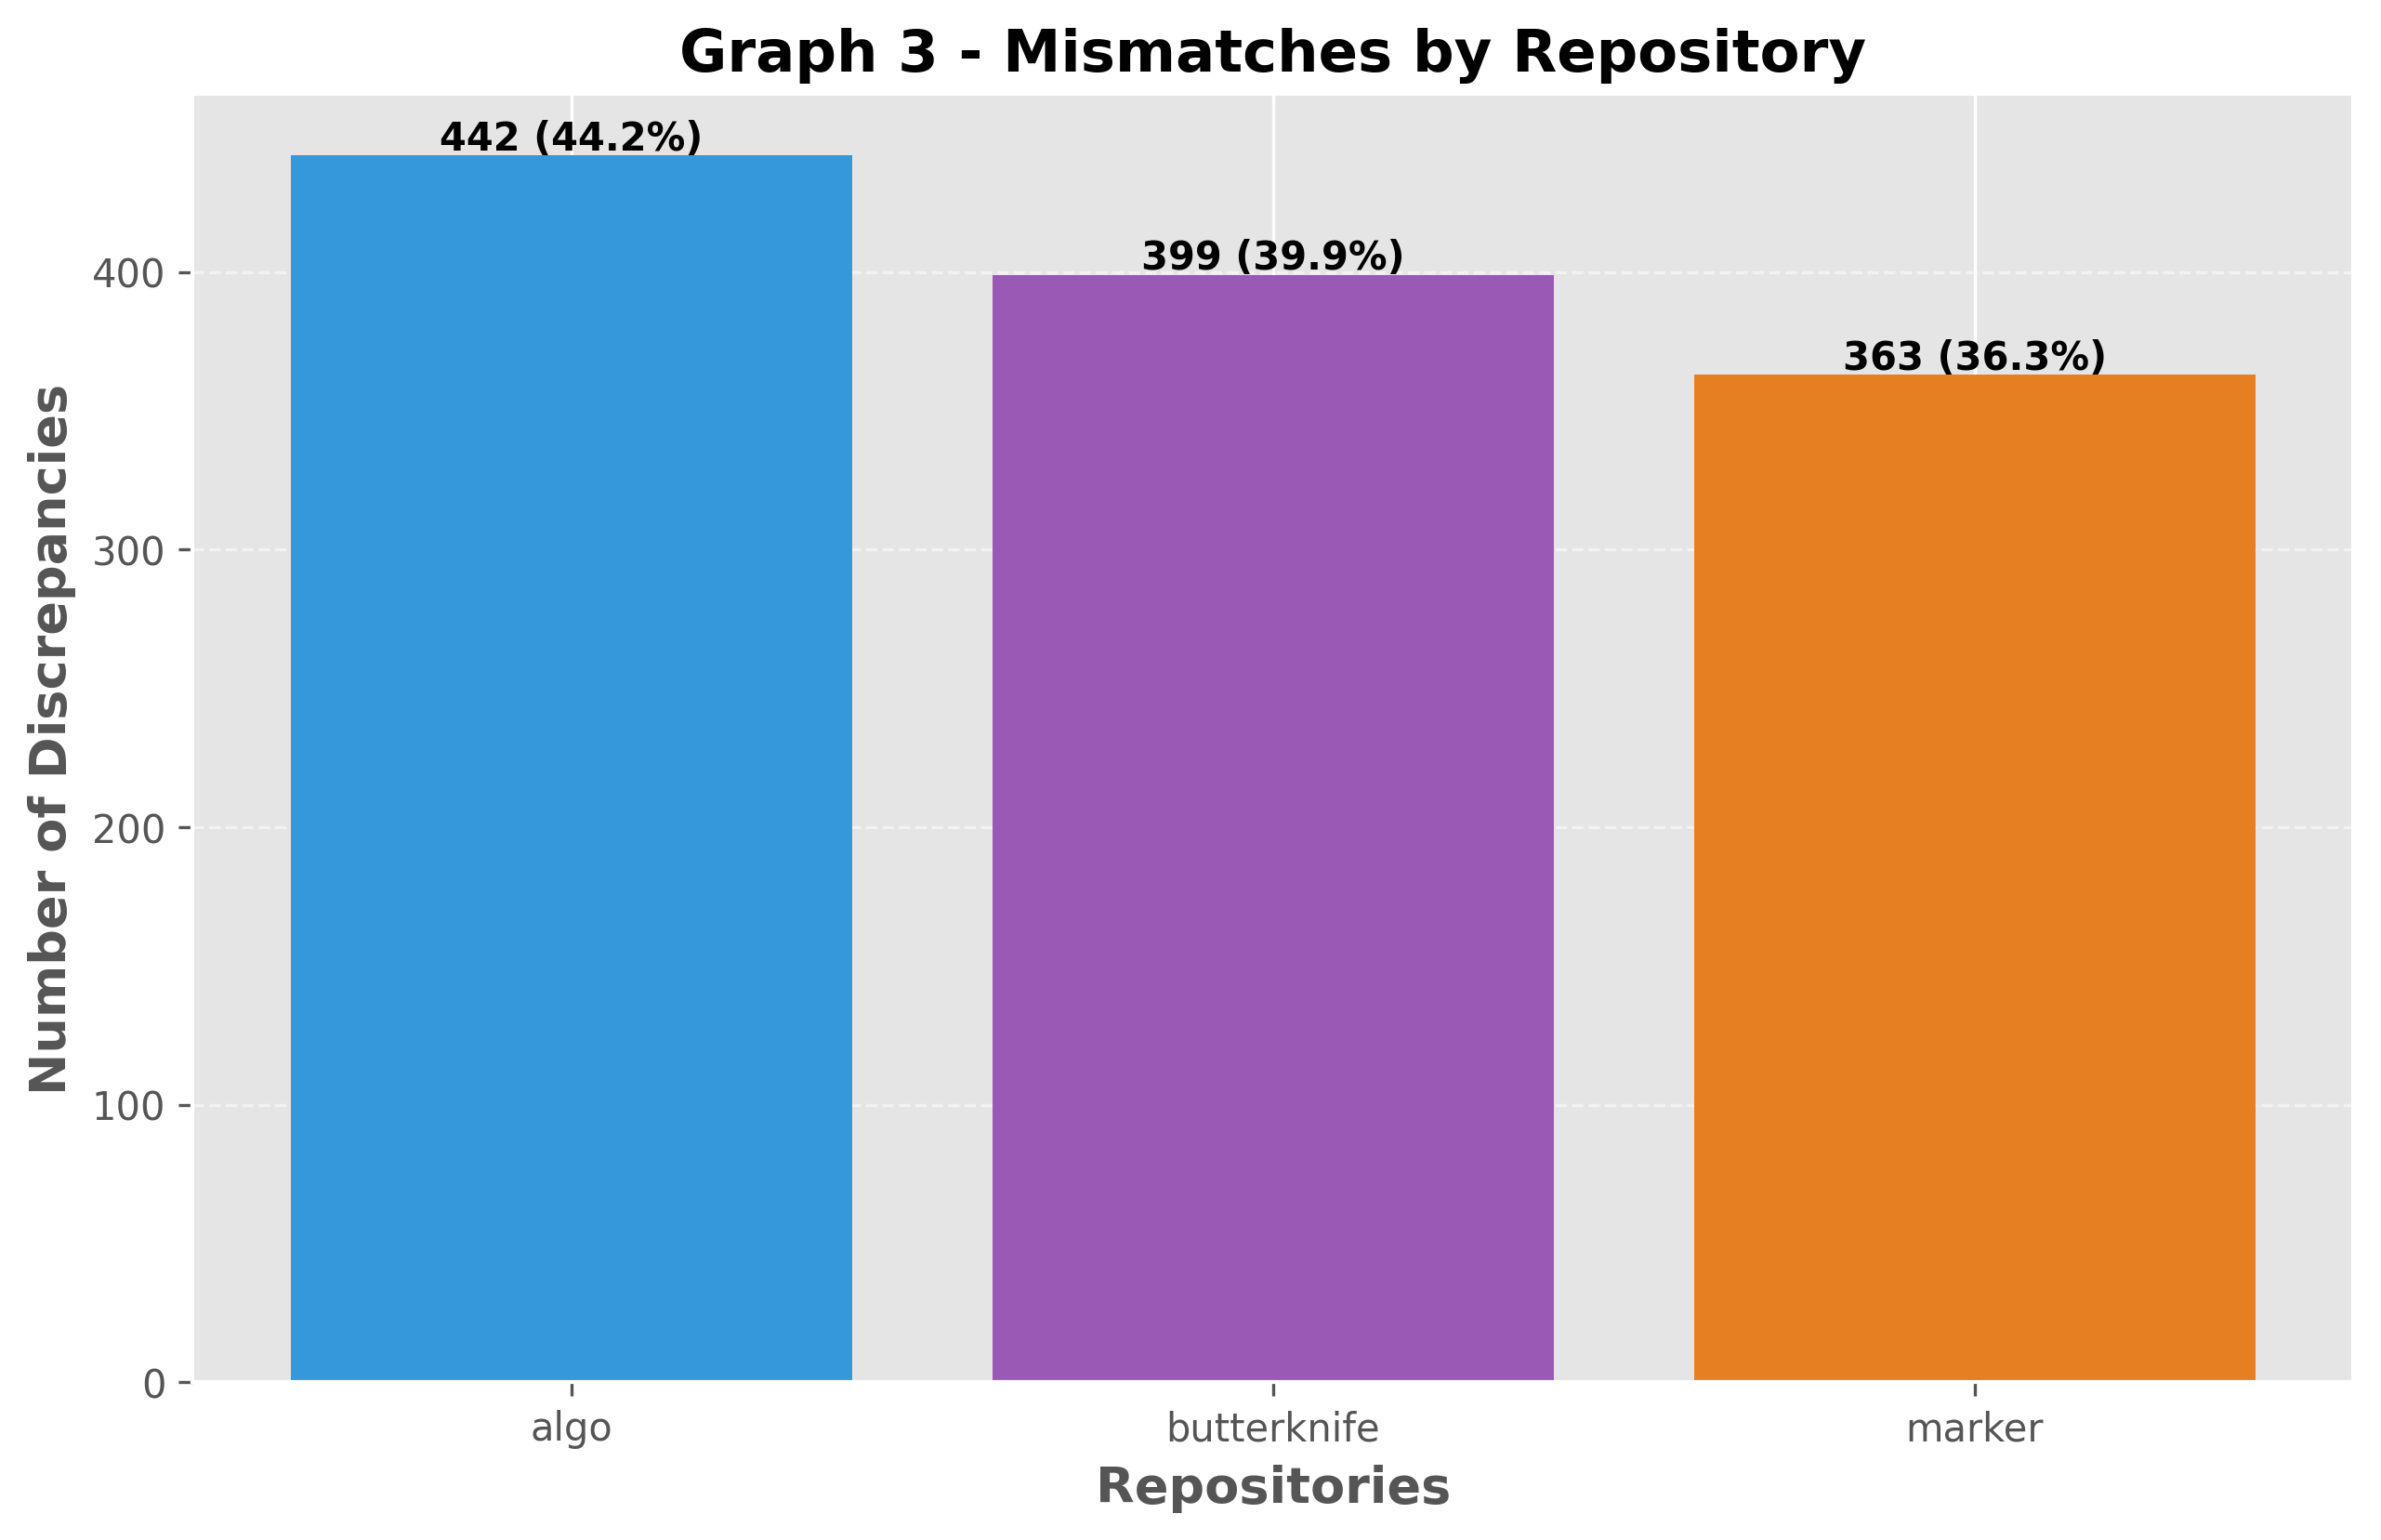 Graph 3 - Mismatches by Repository
442 (44.2%)
399 (39.9%)
363 (36.3%)
Number of Discrepancies
400
300
200
100
0
algo
butterknife
marker
Repositories